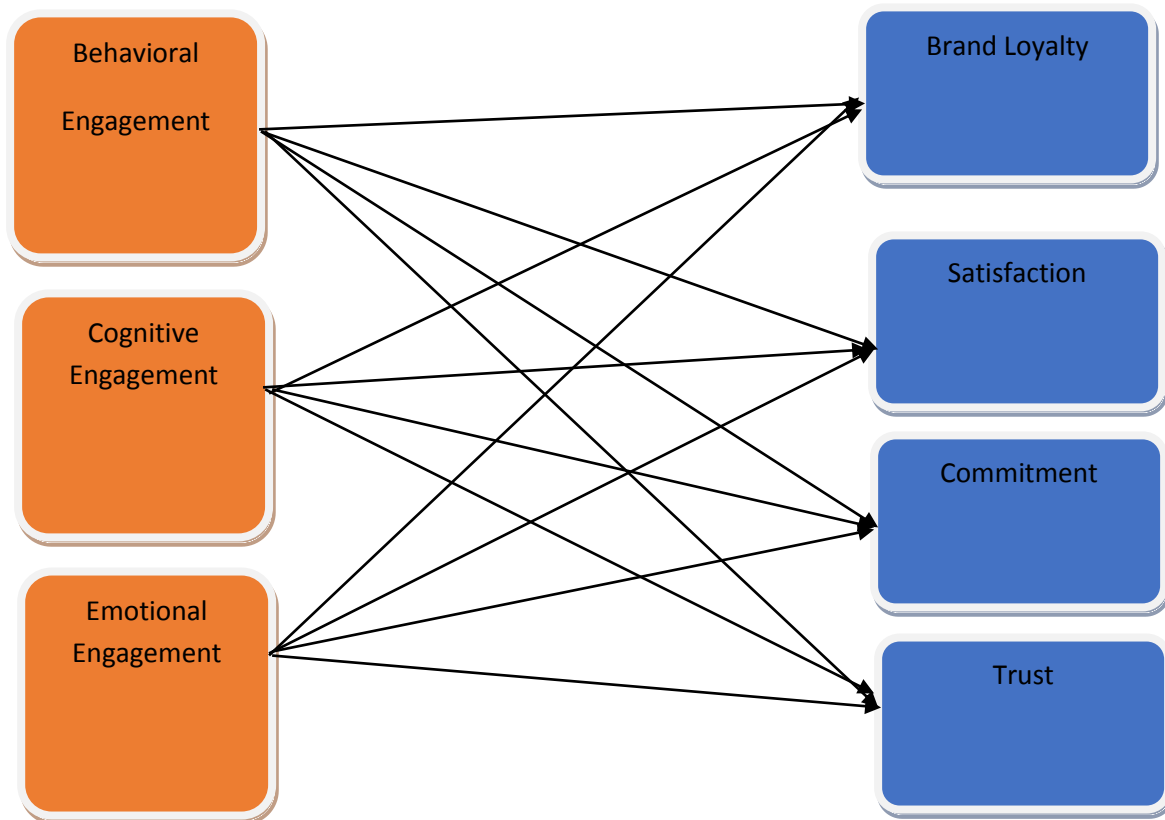 Behavioral
Engagement
Cognitive
Engagement
Emotional
Engagement
Brand Loyalty
Satisfaction
Commitment
Trust